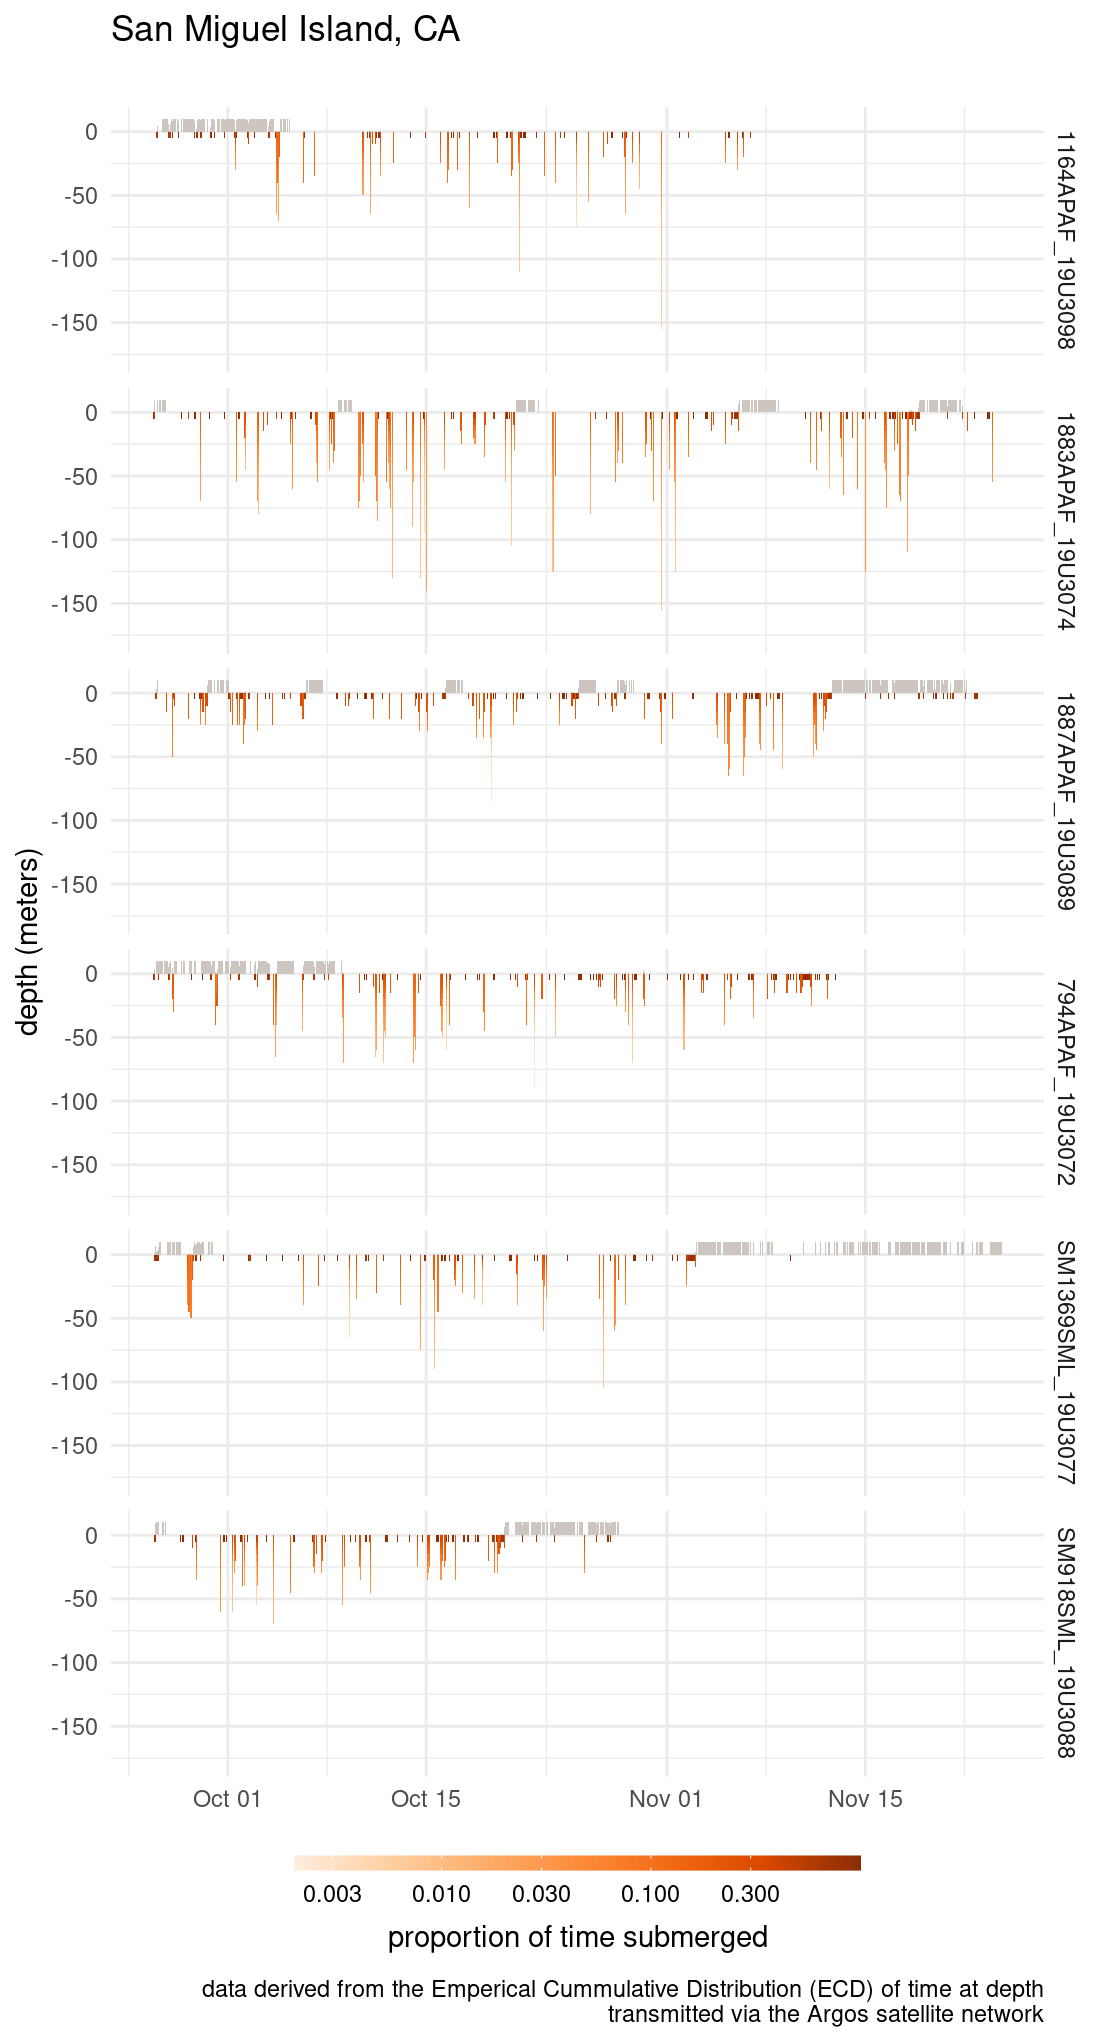 San Miguel Island, CA
0
-50
-100
-150
1164APAF_19U3098
0
-50
-100
-150
1883APAF_19U3074
0
-50
-100
-150
1887APAF_19U3089
depth (meters)
0
-50
-100
-150
794APAF_19U3072
0
-50
-100
-150
SM1369SML_19U3077
0
-50
-100
-150
SM918SML_19U3088
Oct 01 Oct 15 Nov 01 Nov 15
0.003 0.010 0.030 0.100 0.300
proportion of time submerged
data derived from the Emperical Cummulative Distribution (ECD) of time at depth
transmitted via the Argos satellite network